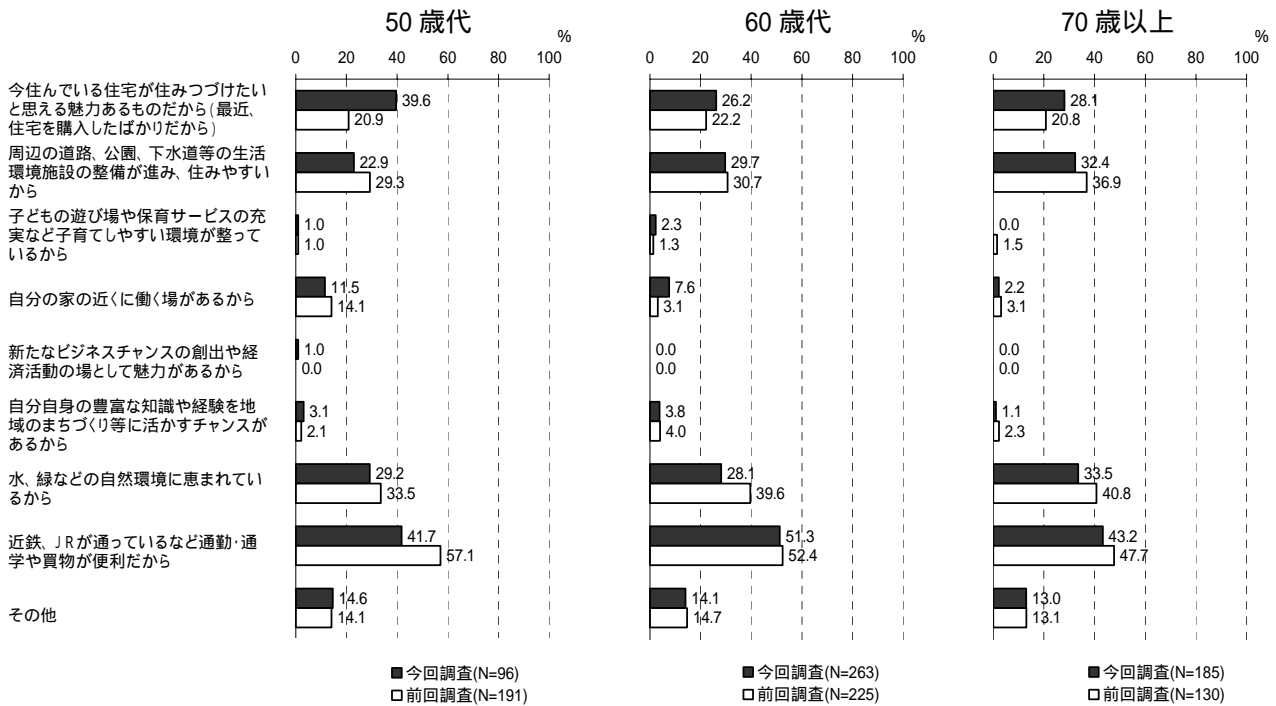 50 歳代
60 歳代
70 歳以上
%
%
%
0 20 40 60 80 100
0 20 40 60 80 100
0 20 40 60 80 100
今住んでいる住宅が住みつづけたい
と思える魅力あるものだから(最近、
住宅を購入したばかりだから)
39.6
20.9
26.2
22.2
28.1
20.8
周辺の道路、公園、下水道等の生活
環境施設の整備が進み、住みやすい
から
22.9
29.3
29.7
30.7
32.4
36.9
子どもの遊び場や保育サービスの充
実など子育てしやすい環境が整って
いるから
1.0
1.0
2.3
1.3
0.0
1.5
自分の家の近くに働く場があるから
11.5
14.1
7.6
3.1
2.2
3.1
新たなビジネスチャンスの創出や経
済活動の場として魅力があるから
1.0
0.0
0.0
0.0
0.0
0.0
自分自身の豊富な知識や経験を地
域のまちづくり等に活かすチャンスが
あるから
3.1
2.1
3.8
4.0
1.1
2.3
水、緑などの自然環境に恵まれてい
るから
29.2
33.5
28.1
39.6
33.5
40.8
近鉄、JRが通っているなど通勤・通
学や買物が便利だから
41.7
57.1
51.3
52.4
43.2
47.7
その他
14.6
14.1
14.1
14.7
13.0
13.1
■今回調査(N=96)
□前回調査(N=191)
■今回調査(N=263)
□前回調査(N=225)
■今回調査(N=185)
□前回調査(N=130)